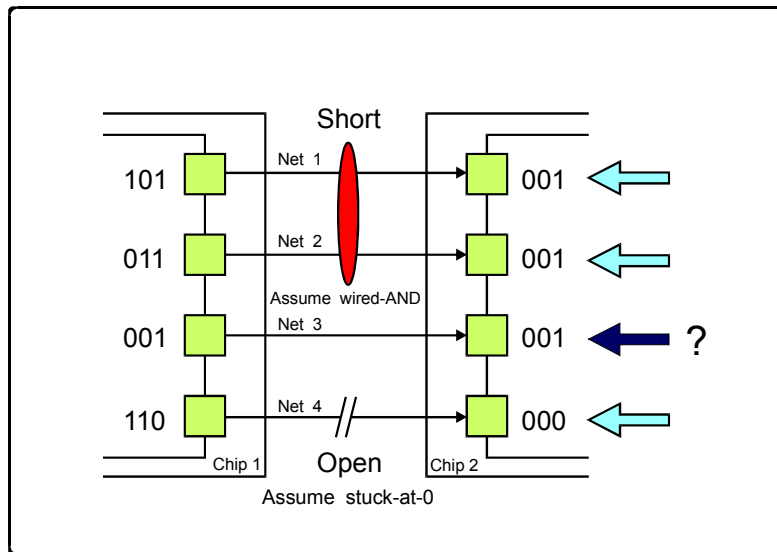 Short
101 Net 1 001
011 Net 2 001
Assume wired-AND
001 Net 3 001 ?
110 Net 4 000
Chip 1 Open Chip 2
Assume stuck-at-0